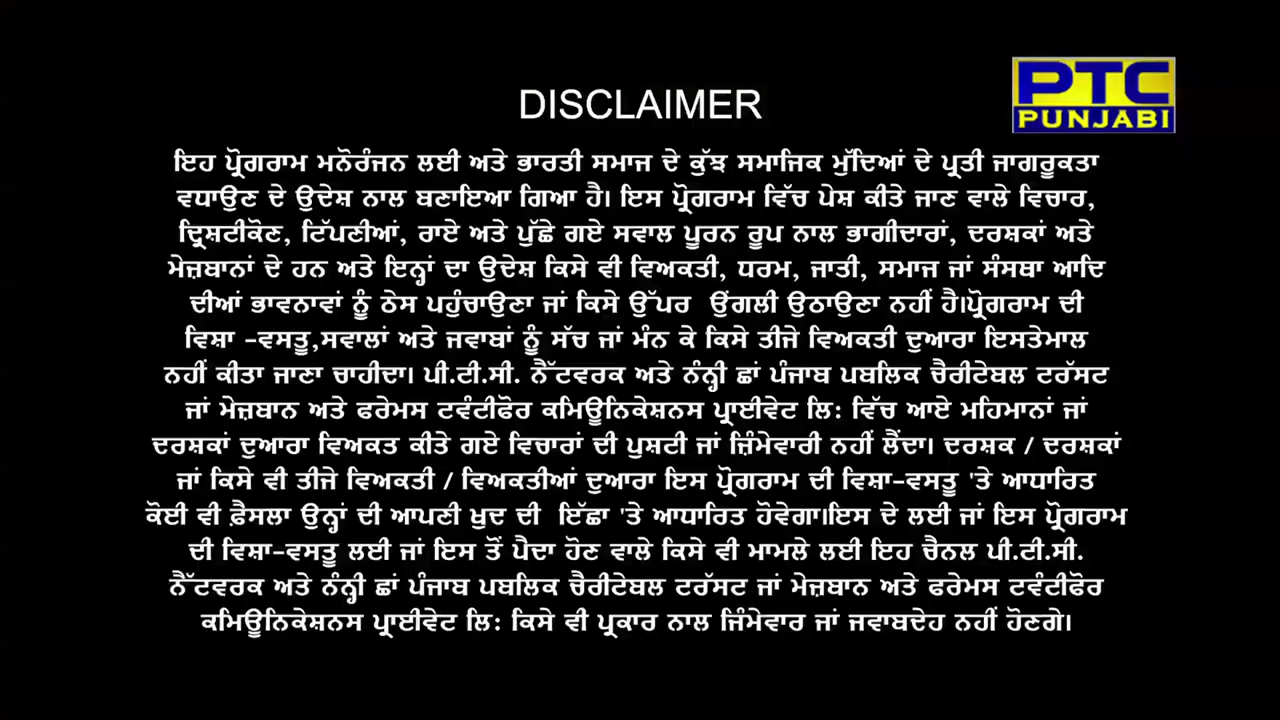 PTC
PUNJABI
DISCLAIMER
ਇਹ ਪ੍ਰੋਗਰਾਮ ਮਨੋਰੰਜਨ ਲਈ ਅਤੇ ਭਾਰਤੀ ਸਮਾਜ ਦੇ ਕੁੱਝ ਸਮਾਜਿਕ ਮੁੱਦਿਆਂ ਦੇ ਪ੍ਰਤੀ ਜਾਗਰੂਕਤਾ
ਵਧਾਉਣ ਦੇ ਉਦੇਸ਼ ਨਾਲ ਬਣਾਇਆ ਗਿਆ ਹੈ। ਇਸ ਪ੍ਰੋਗਰਾਮ ਵਿੱਚ ਪੇਸ਼ ਕੀਤੇ ਜਾਣ ਵਾਲੇ ਵਿਚਾਰ,
ਦ੍ਰਿਸ਼ਟੀਕੋਣ, ਟਿੱਪਣੀਆਂ, ਰਾਏ ਅਤੇ ਪੁੱਛੇ ਗਏ ਸਵਾਲ ਪੂਰਨ ਰੂਪ ਨਾਲ ਭਾਗੀਦਾਰਾਂ, ਦਰਸ਼ਕਾਂ ਅਤੇ
ਮੇਜ਼ਬਾਨਾਂ ਦੇ ਹਨ ਅਤੇ ਇਨ੍ਹਾਂ ਦਾ ਉਦੇਸ਼ ਕਿਸੇ ਵੀ ਵਿਅਕਤੀ, ਧਰਮ, ਜਾਤੀ, ਸਮਾਜ ਜਾਂ ਸੰਸਥਾ ਆਦਿ
ਦੀਆਂ ਭਾਵਨਾਵਾਂ ਨੂੰ ਠੇਸ ਪਹੁੰਚਾਉਣਾ ਜਾਂ ਕਿਸੇ ਉੱਪਰ  ਉਂਗਲੀ ਉਠਾਉਣਾ ਨਹੀਂ ਹੈ।ਪ੍ਰੋਗਰਾਮ ਦੀ
ਵਿਸ਼ਾ -ਵਸਤੂ,ਸਵਾਲਾਂ ਅਤੇ ਜਵਾਬਾਂ ਨੂੰ ਸੱਚ ਜਾਂ ਮੰਨ ਕੇ ਕਿਸੇ ਤੀਜੇ ਵਿਅਕਤੀ ਦੁਆਰਾ ਇਸਤੇਮਾਲ
ਨਹੀਂ ਕੀਤਾ ਜਾਣਾ ਚਾਹੀਦਾ। ਪੀ.ਟੀ.ਸੀ. ਨੈੱਟਵਰਕ ਅਤੇ ਨੰਨ੍ਹੀ ਛਾਂ ਪੰਜਾਬ ਪਬਲਿਕ ਚੈਰੀਟੇਬਲ ਟਰੱਸਟ
ਜਾਂ ਮੇਜ਼ਬਾਨ ਅਤੇ ਫਰੇਮਸ ਟਵੰਟੀਫੋਰ ਕਮਿਊਨਿਕੇਸ਼ਨਸ ਪ੍ਰਾਈਵੇਟ ਲਿ: ਵਿੱਚ ਆਏ ਮਹਿਮਾਨਾਂ ਜਾਂ
ਦਰਸ਼ਕਾਂ ਦੁਆਰਾ ਵਿਅਕਤ ਕੀਤੇ ਗਏ ਵਿਚਾਰਾਂ ਦੀ ਪੁਸ਼ਟੀ ਜਾਂ ਜ਼ਿੰਮੇਵਾਰੀ ਨਹੀਂ ਲੈਂਦਾ। ਦਰਸ਼ਕ / ਦਰਸ਼ਕਾਂ
ਜਾਂ ਕਿਸੇ ਵੀ ਤੀਜੇ ਵਿਅਕਤੀ / ਵਿਅਕਤੀਆਂ ਦੁਆਰਾ ਇਸ ਪ੍ਰੋਗਰਾਮ ਦੀ ਵਿਸ਼ਾ-ਵਸਤੂ 'ਤੇ ਆਧਾਰਿਤ
ਕੋਈ ਵੀ ਫ਼ੈਸਲਾ ਉਨ੍ਹਾਂ ਦੀ ਆਪਣੀ ਖੁਦ ਦੀ  ਇੱਛਾ 'ਤੇ ਆਧਾਰਿਤ ਹੋਵੇਗਾ।ਇਸ ਦੇ ਲਈ ਜਾਂ ਇਸ ਪ੍ਰੋਗਰਾਮ
ਦੀ ਵਿਸ਼ਾ-ਵਸਤੂ ਲਈ ਜਾਂ ਇਸ ਤੋਂ ਪੈਦਾ ਹੋਣ ਵਾਲੇ ਕਿਸੇ ਵੀ ਮਾਮਲੇ ਲਈ ਇਹ ਚੈਨਲ ਪੀ.ਟੀ.ਸੀ.
ਨੈੱਟਵਰਕ ਅਤੇ ਨੰਨ੍ਹੀ ਛਾਂ ਪੰਜਾਬ ਪਬਲਿਕ ਚੈਰੀਟੇਬਲ ਟਰੱਸਟ ਜਾਂ ਮੇਜ਼ਬਾਨ ਅਤੇ ਫਰੇਮਸ ਟਵੰਟੀਫੋਰ
ਕਮਿਊਨਿਕੇਸ਼ਨਸ ਪ੍ਰਾਈਵੇਟ ਲਿ: ਕਿਸੇ ਵੀ ਪ੍ਰਕਾਰ ਨਾਲ ਜਿੰਮੇਵਾਰ ਜਾਂ ਜਵਾਬਦੇਹ ਨਹੀਂ ਹੋਣਗੇ।